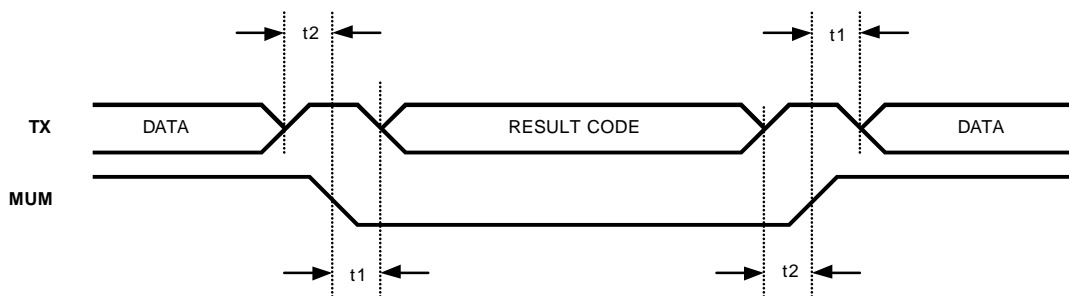 t2
t1
TX
DATA
RESULT CODE
DATA
MUM
t1
t2